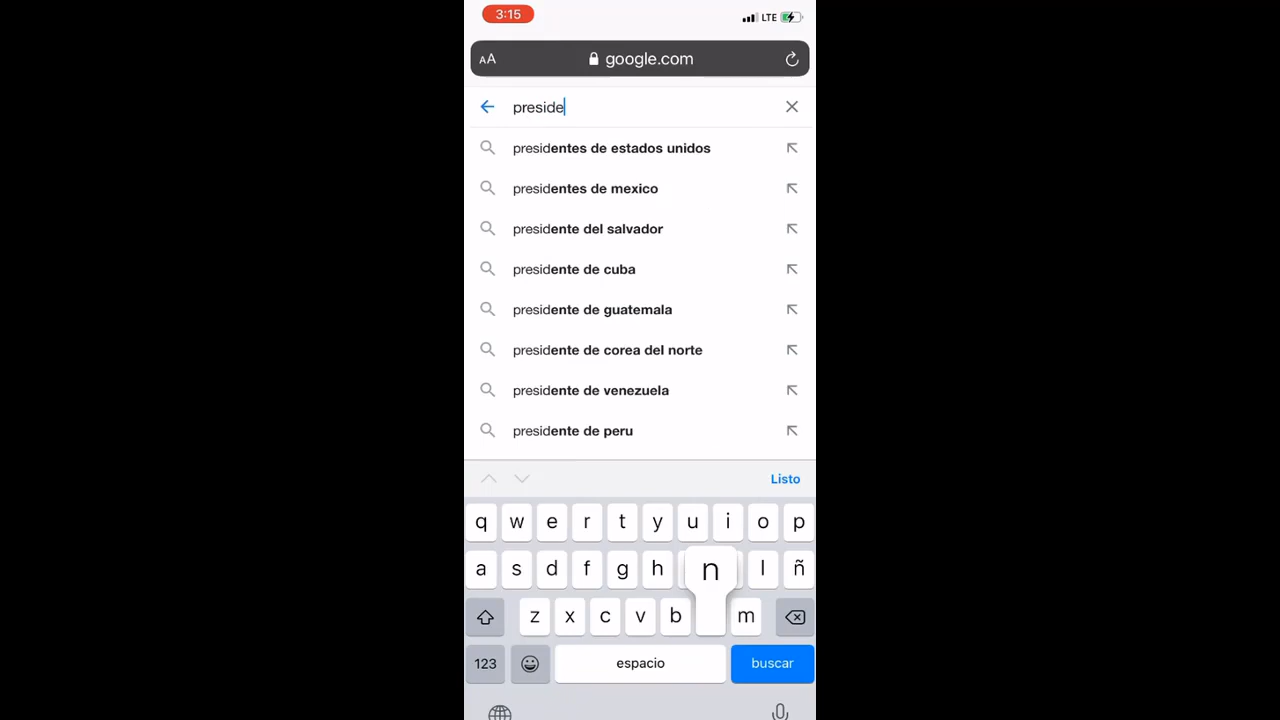 3:15
LTE
AA google.com
preside
presidentes de estados unidos
presidentes de mexico
presidente del salvador
presidente de cuba
presidente de guatemala
presidente de corea del norte
presidente de venezuela
presidente de peru
Listo
q w e r t y u i o p
a s d f g h n l ñ
z x c v b m
123 espacio buscar